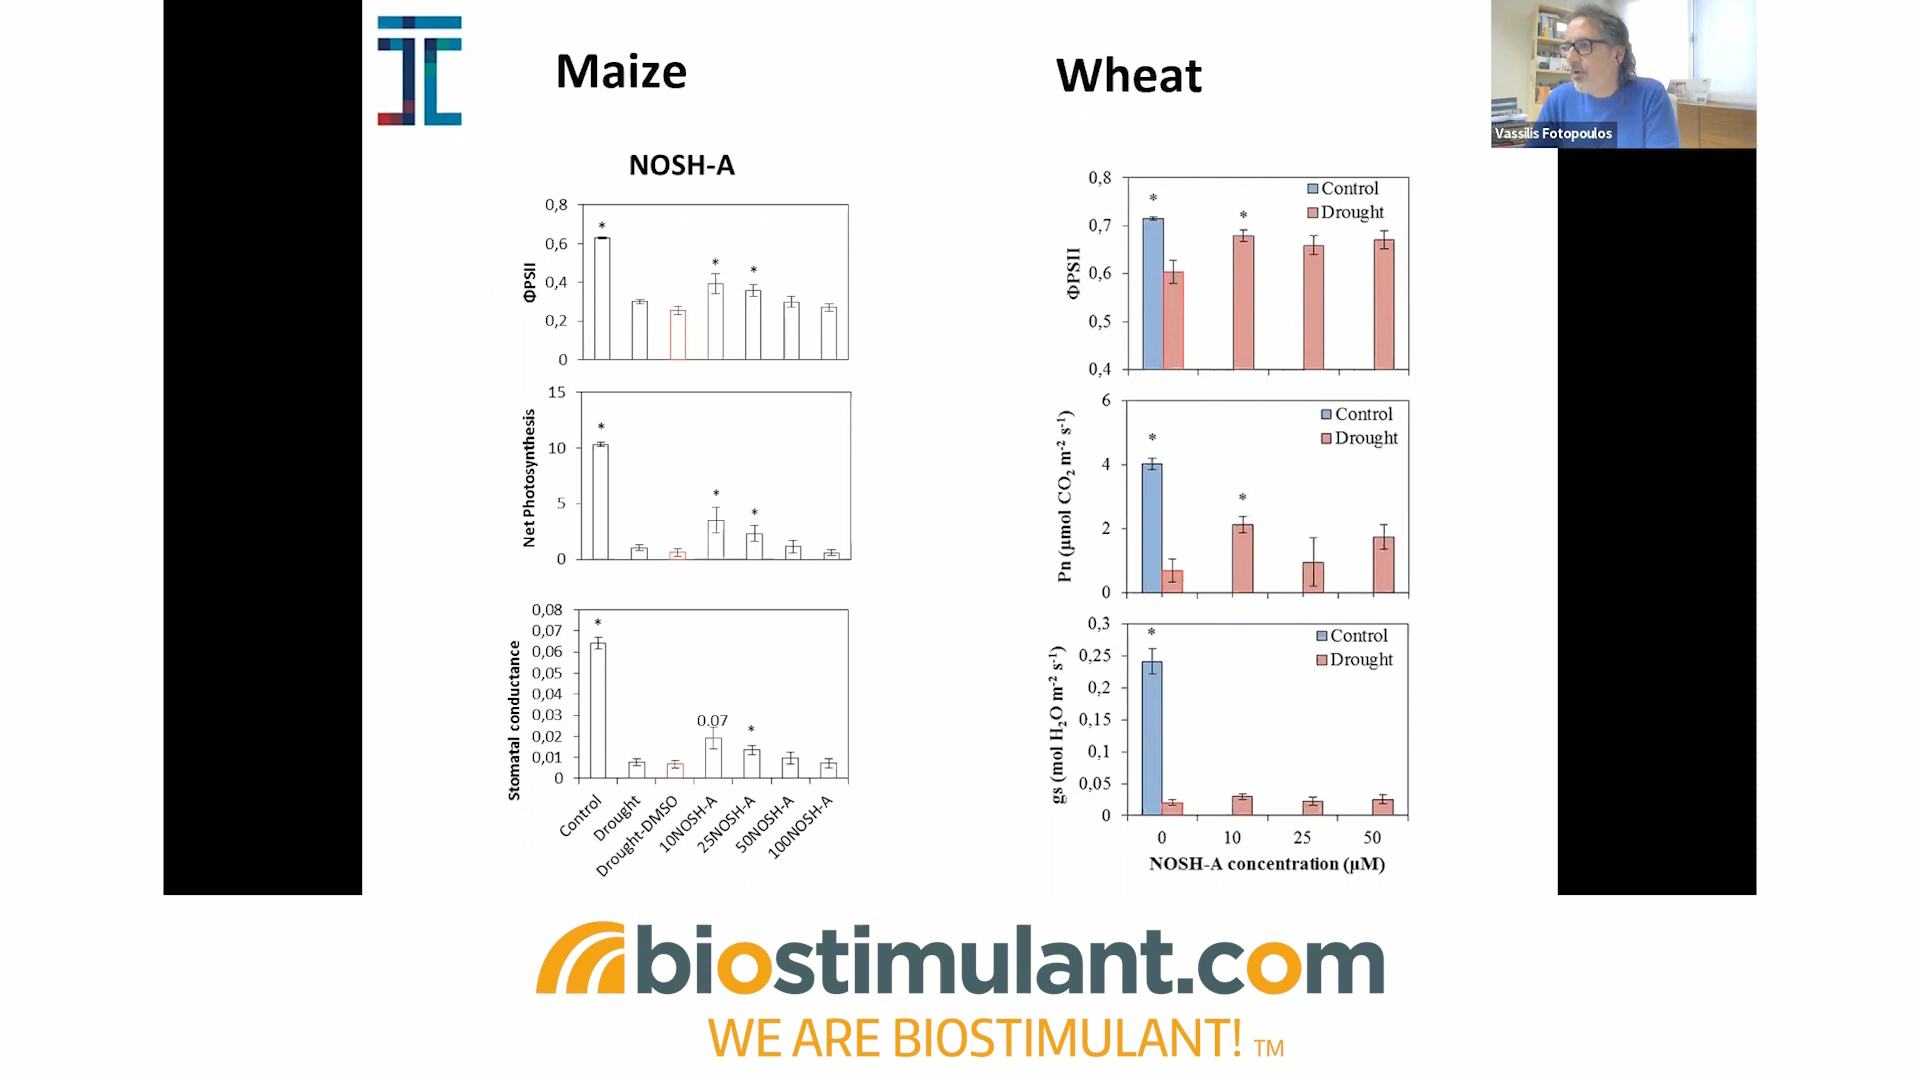 Maize
Wheat
Vassilis Fotopoulos
NOSH-A
ΦPSII
0,8
0,6
0,4
0,2
0
*
*
*
Net Photosynthesis
15
10
5
0
*
*
*
Stomatal conductance
0,08
0,07
0,06
0,05
0,04
0,03
0,02
0,01
0
*
0.07
*
Control
Drought
Drought-DMSO
10NOSH-A
25NOSH-A
50NOSH-A
100NOSH-A
ΦPSII
0,8
0,7
0,6
0,5
0,4
*
*
Control
Drought
Pn (µmol CO₂ m⁻² s⁻¹)
6
4
2
0
*
*
Control
Drought
gs (mol H₂O m⁻² s⁻¹)
0,3
0,25
0,2
0,15
0,1
0,05
0
*
Control
Drought
0 10 25 50
NOSH-A concentration (µM)
biostimulant.com
WE ARE BIOSTIMULANT! TM